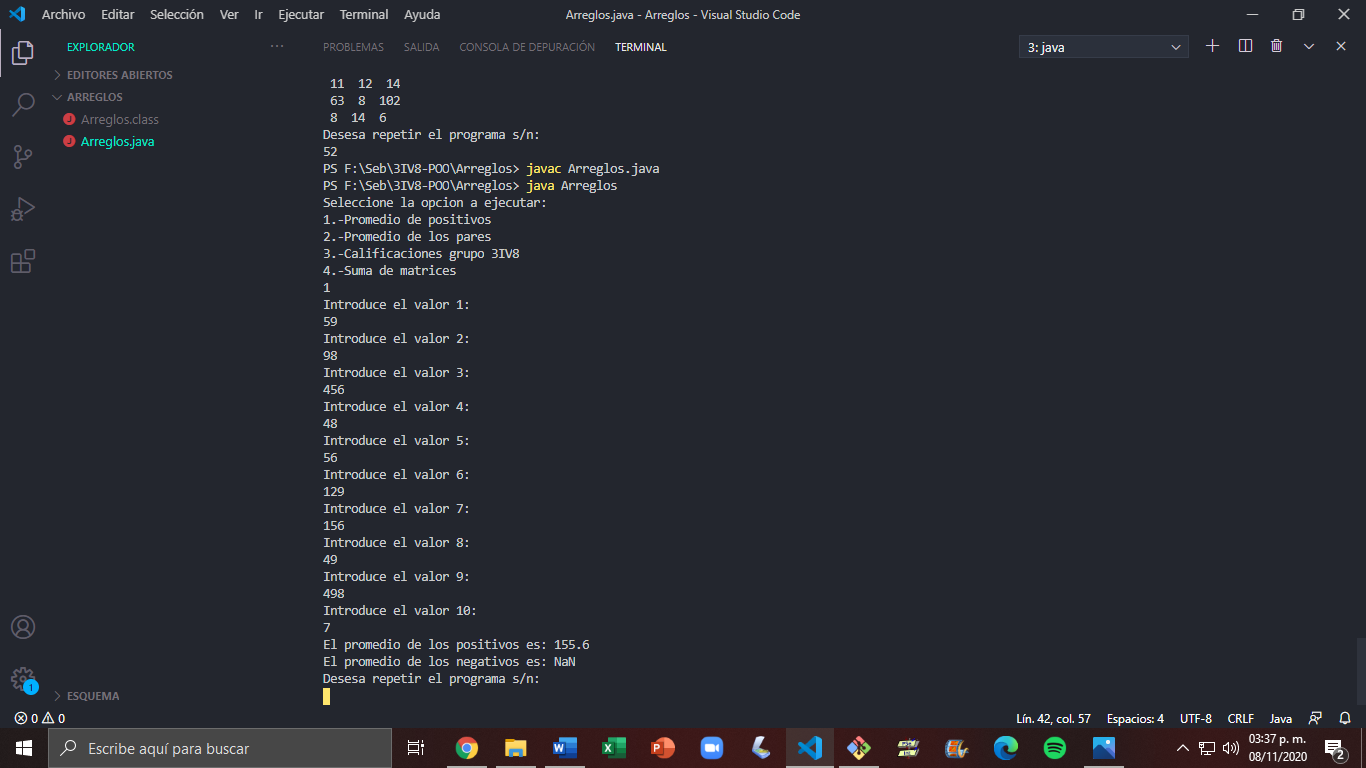 Archivo Editar Selección Ver Ir Ejecutar Terminal Ayuda
Arreglos.java - Arreglos - Visual Studio Code
EXPLORADOR
EDITORES ABIERTOS
ARREGLOS
Arreglos.class
Arreglos.java
ESQUEMA
PROBLEMAS SALIDA CONSOLA DE DEPURACIÓN TERMINAL
3: java
11 12 14
63 8 102
8 14 6
Desesa repetir el programa s/n:
52
PS F:\Seb\3IV8-POO\Arreglos> javac Arreglos.java
PS F:\Seb\3IV8-POO\Arreglos> java Arreglos
Seleccione la opcion a ejecutar:
1.-Promedio de positivos
2.-Promedio de los pares
3.-Calificaciones grupo 3IV8
4.-Suma de matrices
1
Introduce el valor 1:
59
Introduce el valor 2:
98
Introduce el valor 3:
456
Introduce el valor 4:
48
Introduce el valor 5:
56
Introduce el valor 6:
129
Introduce el valor 7:
156
Introduce el valor 8:
49
Introduce el valor 9:
498
Introduce el valor 10:
7
El promedio de los positivos es: 155.6
El promedio de los negativos es: NaN
Desesa repetir el programa s/n:
1
0 0
Lín. 42, col. 57 Espacios: 4 UTF-8 CRLF Java
Escribe aquí para buscar
03:37 p. m.
08/11/2020
2